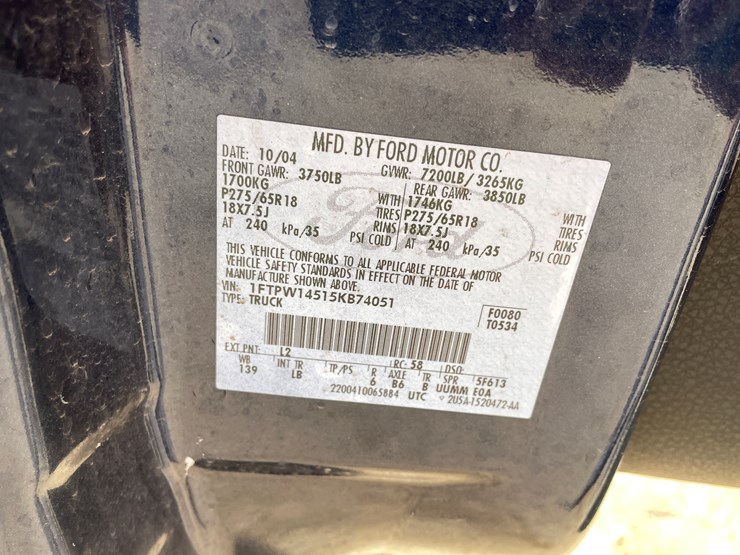 MFD. BY FORD MOTOR CO.
DATE: 10/04 GVWR: 7200LB/ 3265KG
FRONT GAWR: 3750LB REAR GAWR: 3850LB
1700KG WITH 1746KG WITH
P275/65R18 TIRES P275/65R18 TIRES
18X7.5J RIMS 18X7.5J RIMS
AT 240 kPa/35 PSI COLD AT 240 kPa/35 PSI COLD
THIS VEHICLE CONFORMS TO ALL APPLICABLE FEDERAL MOTOR
VEHICLE SAFETY STANDARDS IN EFFECT ON THE DATE OF
MANUFACTURE SHOWN ABOVE.
VIN: 1FTPW14515KB74051
TYPE: TRUCK
F0080
T0534
EXT PNT: L2 RC: 58 DSO:
WB INT TR TP/PS R AXLE TR SPR 5F613
139 LB 6 B6 B UUMM E0A
2200410065884 UTC 2U5A-1520472-AA
Ford